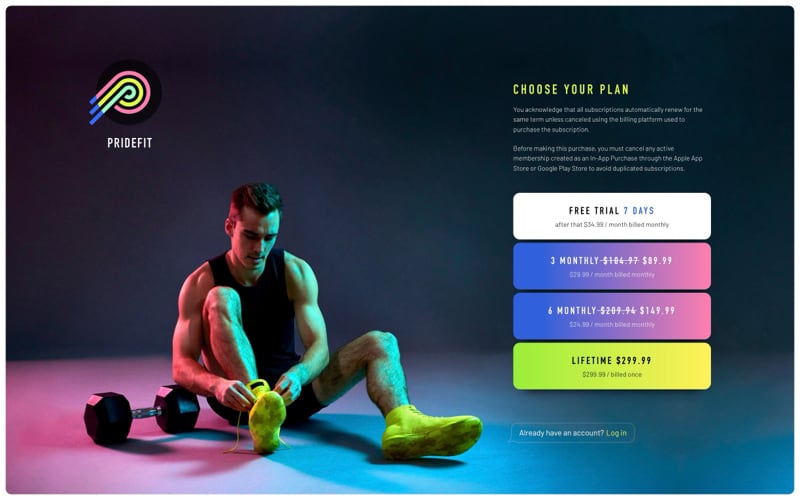 PRIDEFIT
CHOOSE YOUR PLAN
You acknowledge that all subscriptions automatically renew for the
same term unless canceled using the billing platform used to
purchase the subscription.
Before making this purchase, you must cancel any active
membership created as an In-App Purchase through the Apple App
Store or Google Play Store to avoid duplicated subscriptions.
FREE TRIAL 7 DAYS
after that $34.99 / month billed monthly
3 MONTHLY $104.97 $89.99
$29.99 / month billed monthly
6 MONTHLY $209.94 $149.99
$24.99 / month billed monthly
LIFETIME $299.99
$299.99 / billed once
Already have an account? Log in